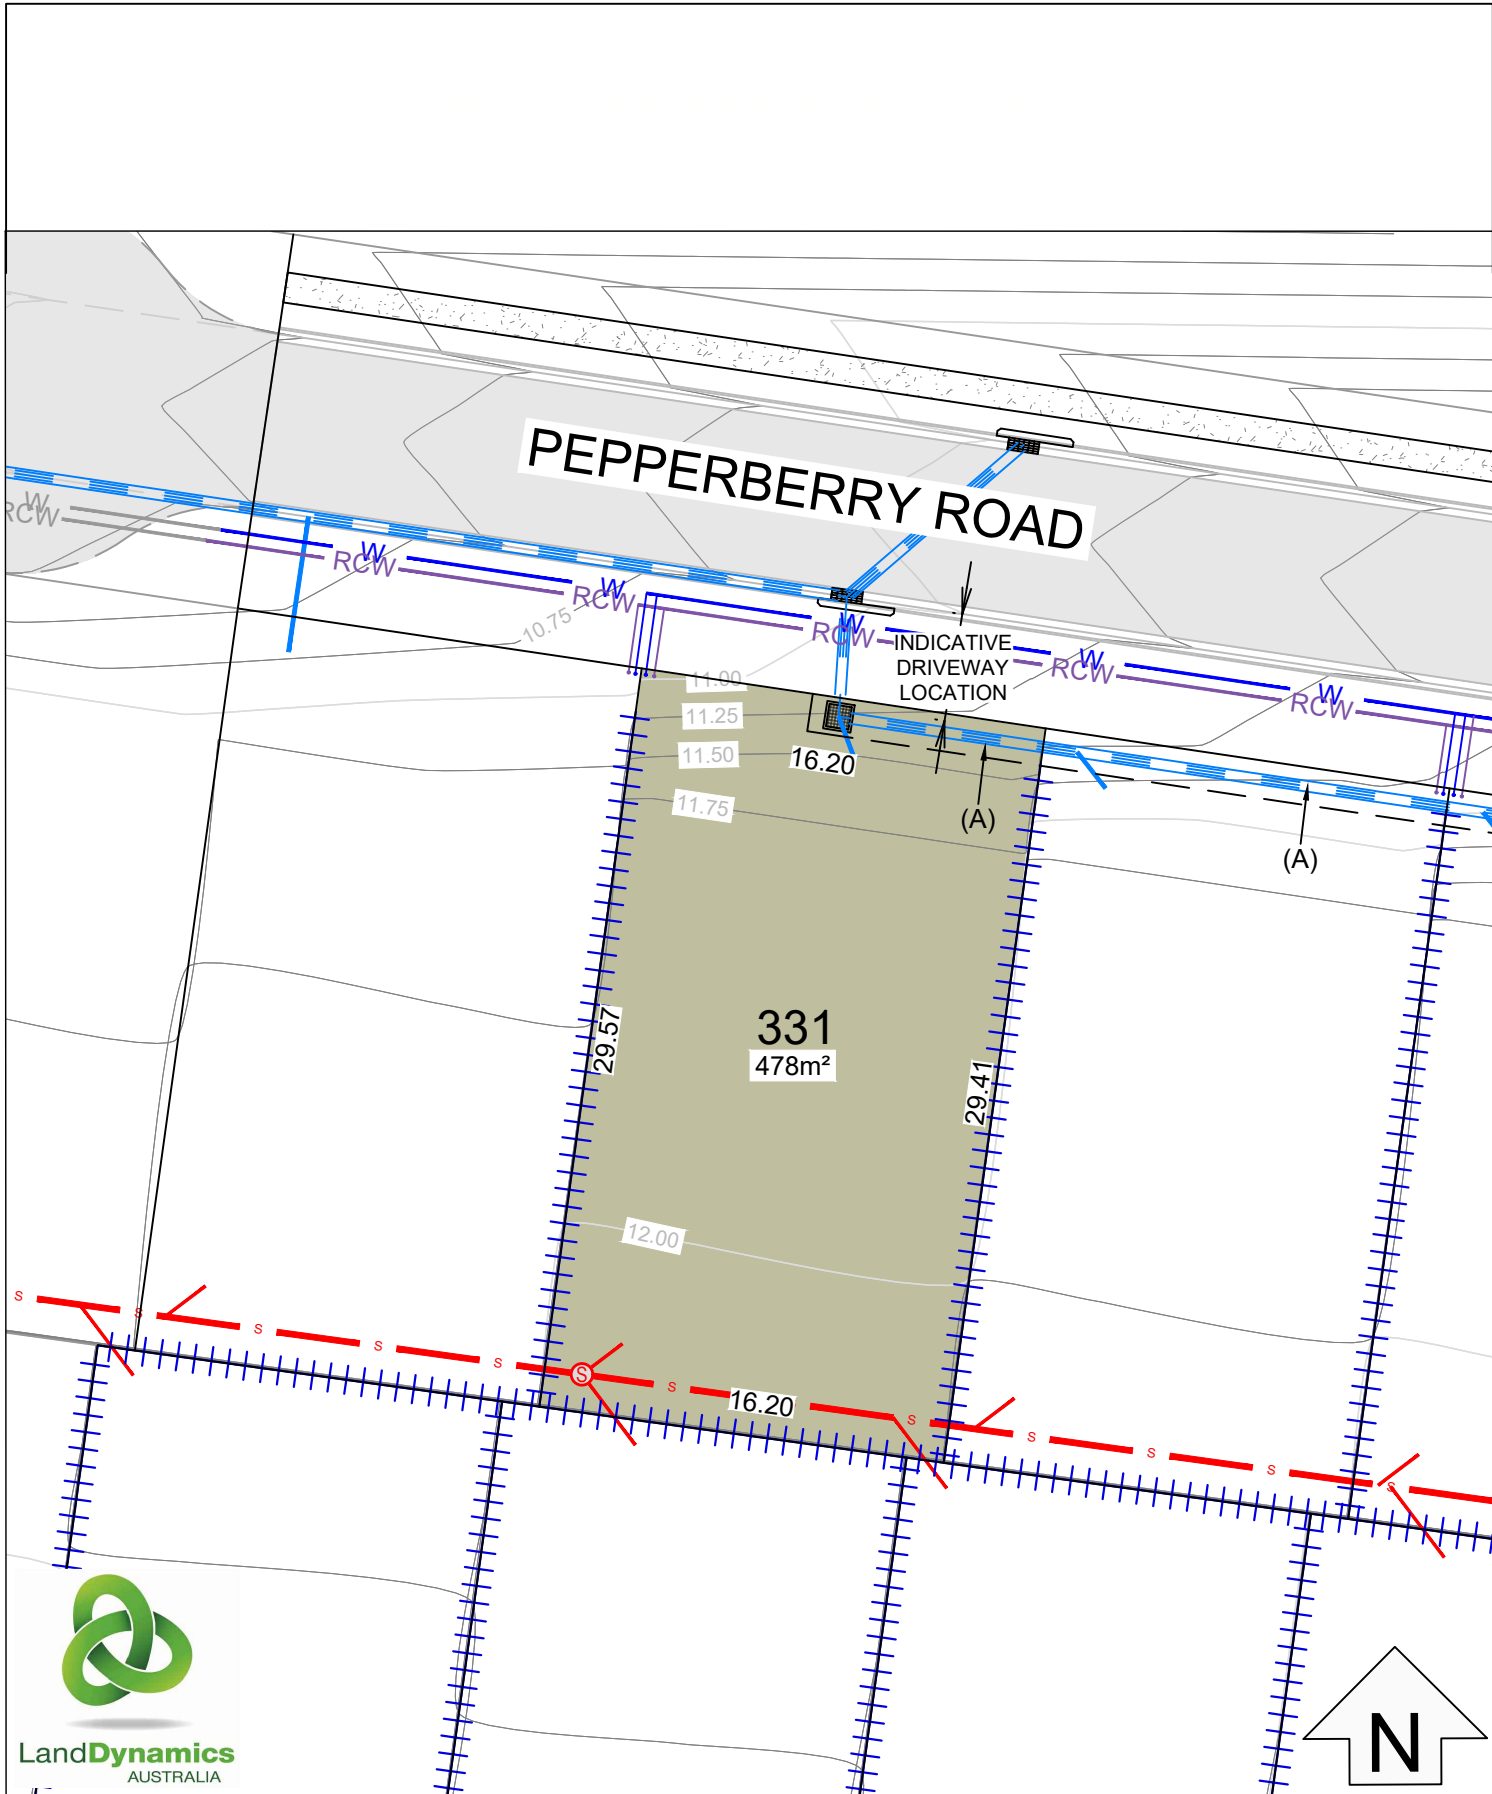 PEPPERBERRY ROAD
W
RCW
W
RCW
W
RCW
W
RCW
W
RCW
W
RCW
10.75
INDICATIVE
DRIVEWAY
LOCATION
11.00
11.25
11.50
11.75
16.20
(A)
(A)
29.57
331
478m²
29.41
12.00
S
S
S
S
S
S
S
16.20
S
S
S
S
S
LandDynamics
AUSTRALIA
N